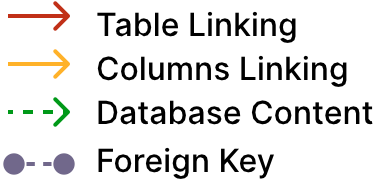 Table Linking
Columns Linking
Database Content
Foreign Key